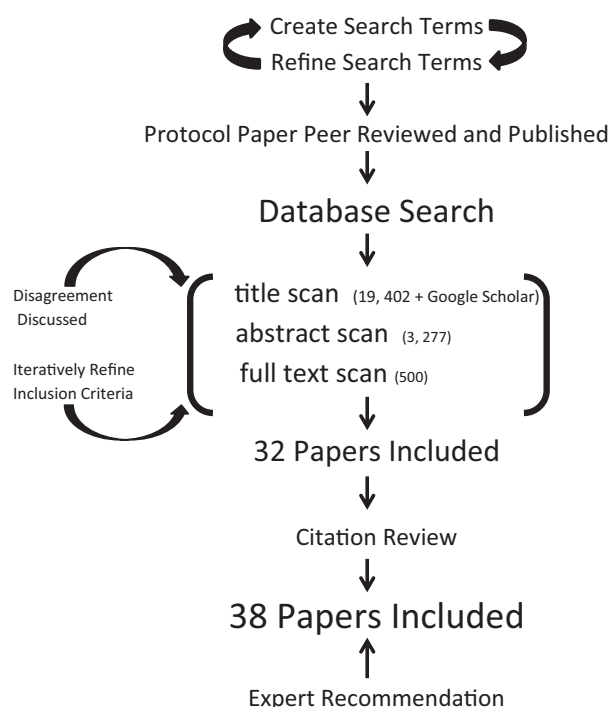 Create Search Terms
Refine Search Terms
Protocol Paper Peer Reviewed and Published
Database Search
title scan (19, 402 + Google Scholar)
Disagreement
Discussed
abstract scan (3, 277)
Iteratively Refine
Inclusion Criteria
full text scan (500)
32 Papers Included
Citation Review
38 Papers Included
Expert Recommendation